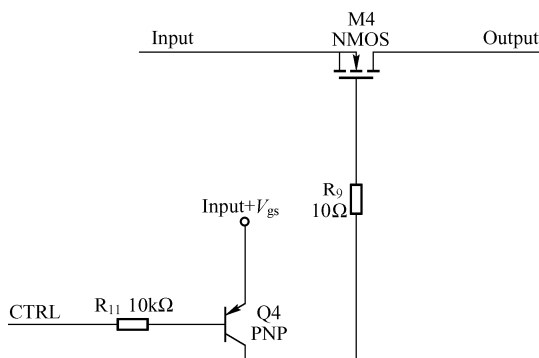 M4
Input NMOS Output
R₉
10Ω
Input+Vgs
CTRL R₁₁ 10kΩ Q4
PNP